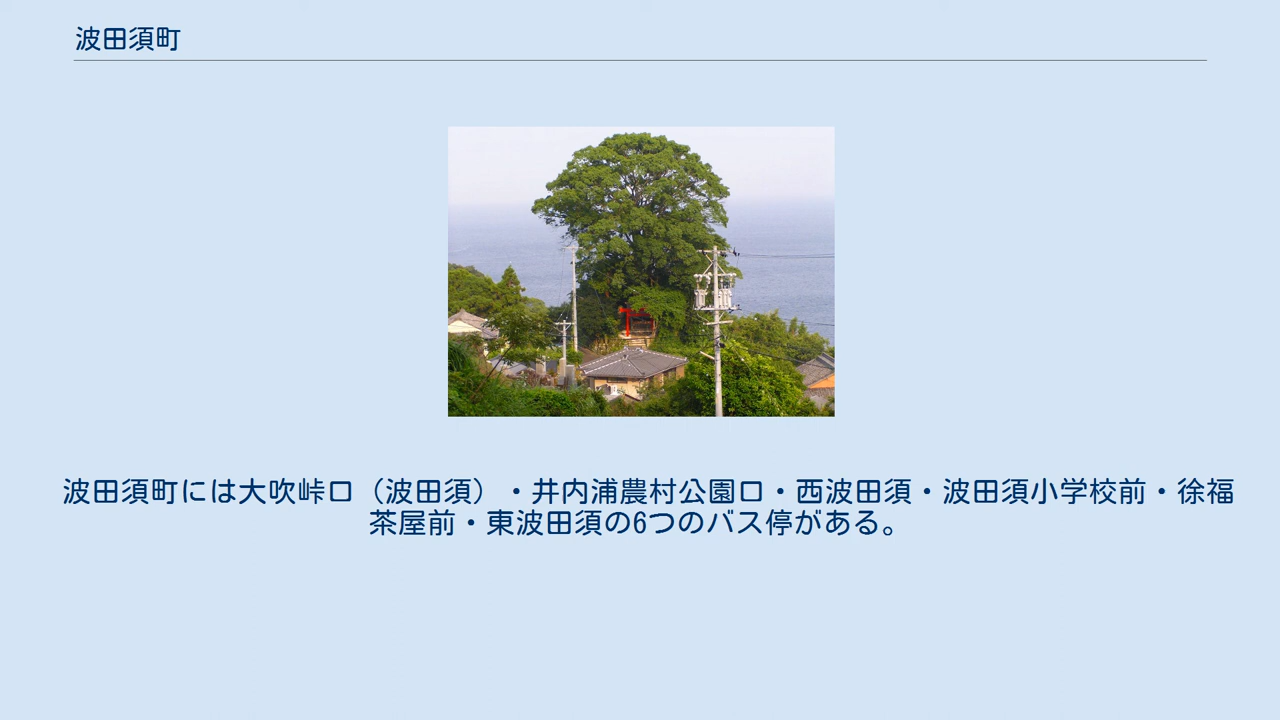 波田須町
波田須町には大吹峠口（波田須）・井内浦農村公園口・西波田須・波田須小学校前・徐福
茶屋前・東波田須の6つのバス停がある。